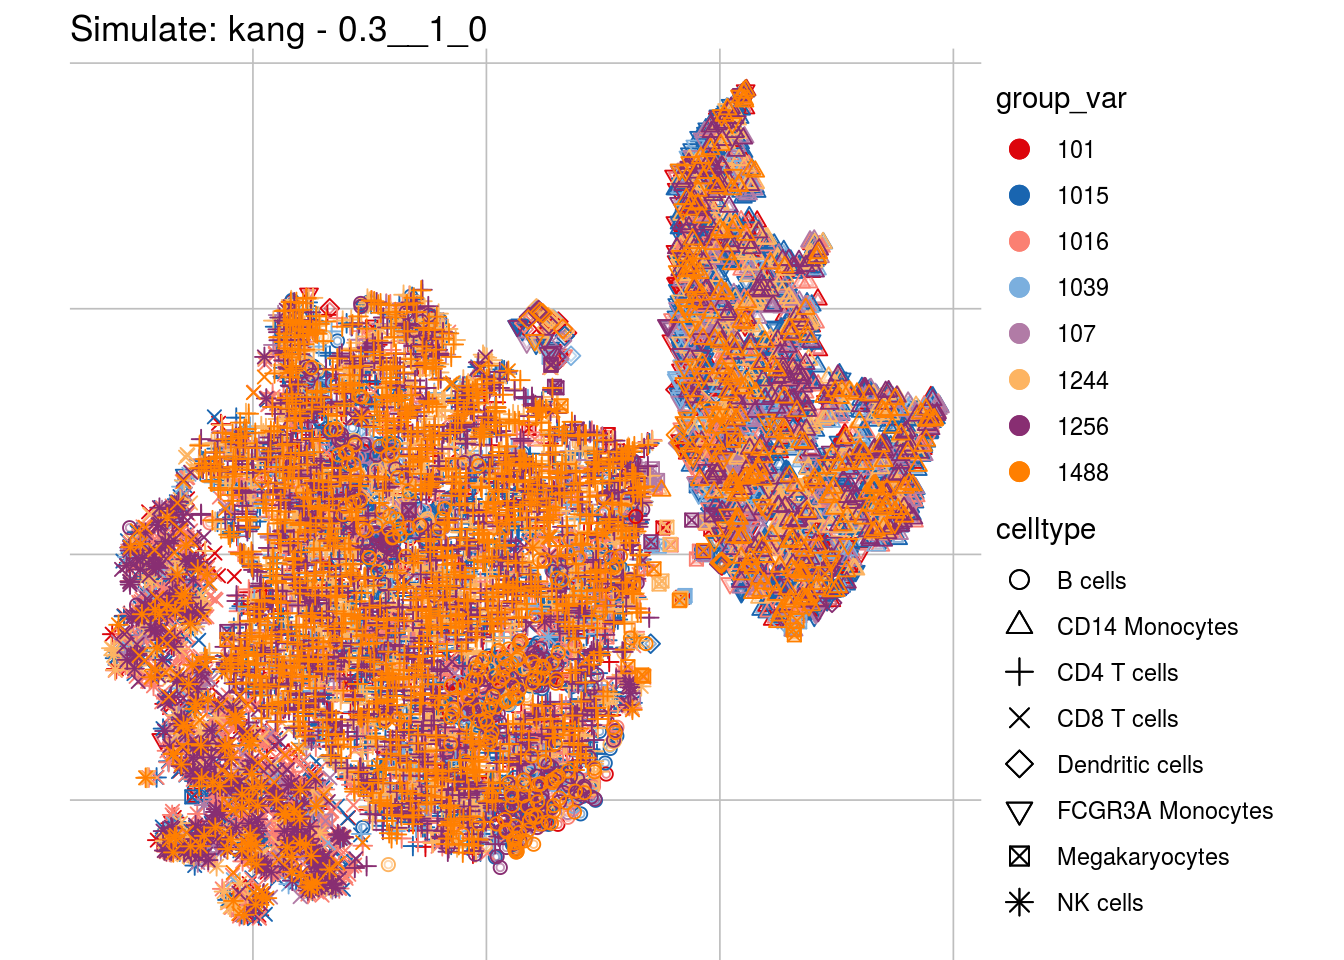 Simulate: kang - 0.3__1_0
group_var
101
1015
1016
1039
107
1244
1256
1488
celltype
B cells
CD14 Monocytes
CD4 T cells
CD8 T cells
Dendritic cells
FCGR3A Monocytes
Megakaryocytes
NK cells